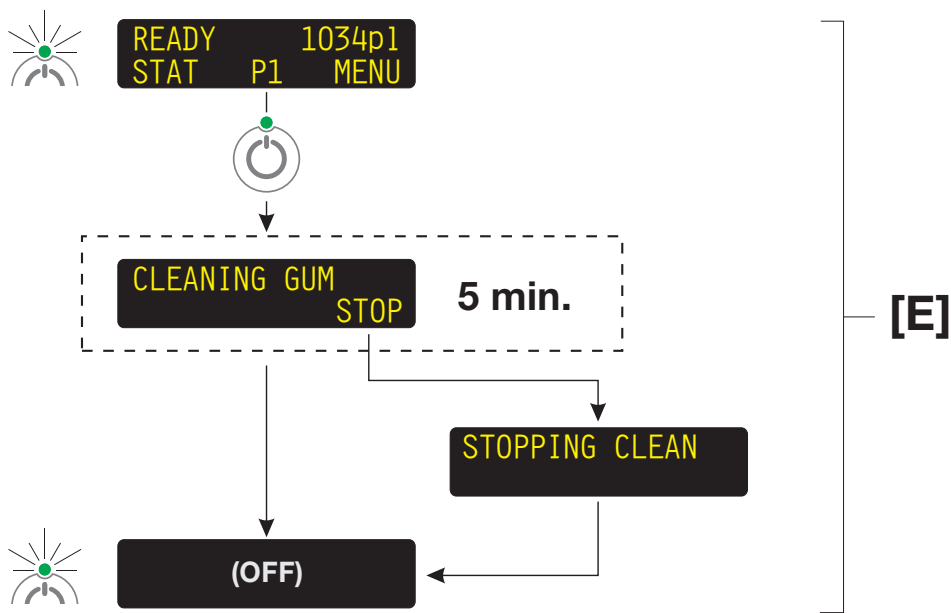 READY 1034pl
STAT P1 MENU
CLEANING GUM
STOP
5 min.
[E]
STOPPING CLEAN
(OFF)